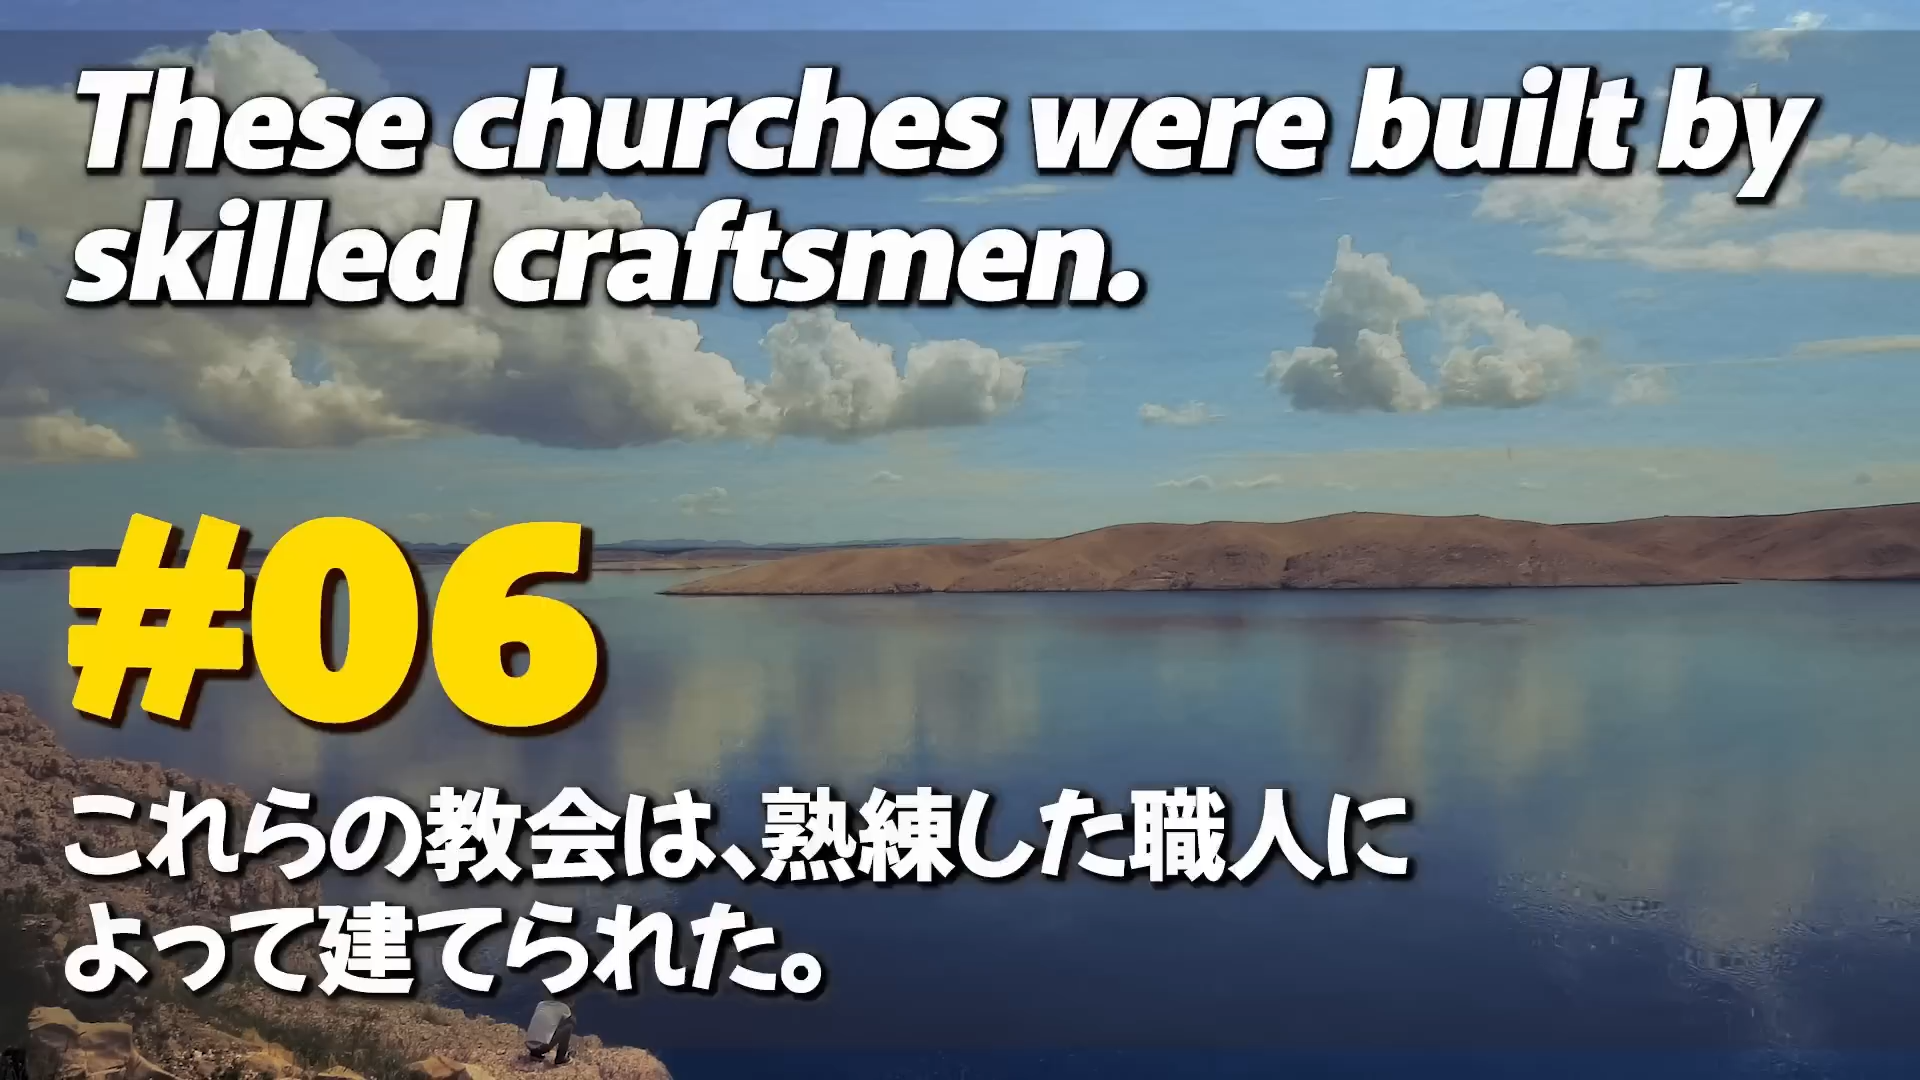 These churches were built by
skilled craftsmen.
#06
これらの教会は、熟練した職人に
よって建てられた。